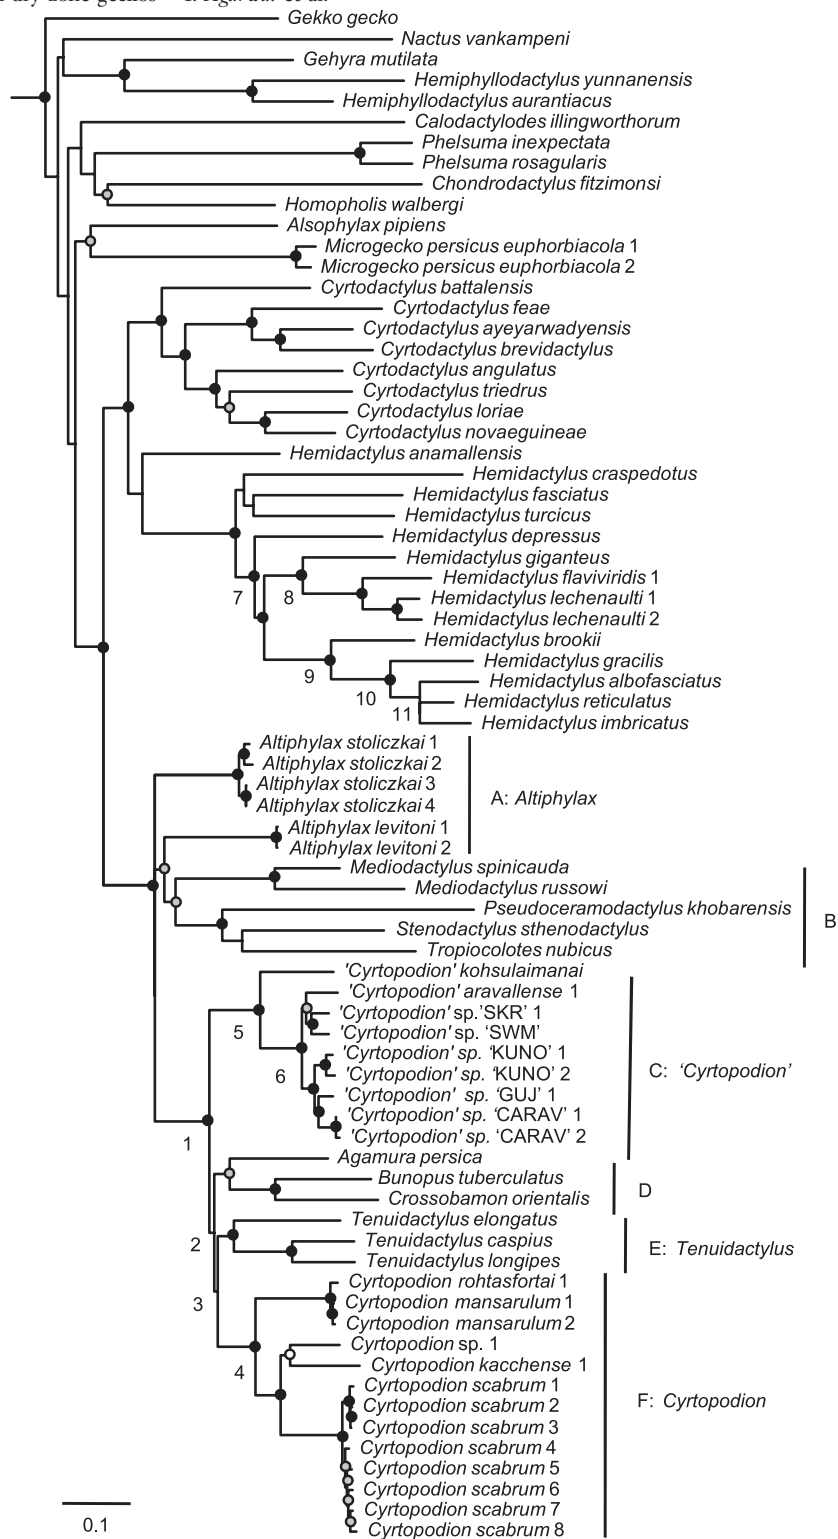 Gekko gecko
Nactus vankampeni
Gehyra mutilata
Hemiphyllodactylus yunnanensis
Hemiphyllodactylus aurantiacus
Calodactylodes illingworthorum
Phelsuma inexpectata
Phelsuma rosagularis
Chondrodactylus fitzimonsi
Homopholis walbergi
Alsophylax pipiens
Microgecko persicus euphorbiacola 1
Microgecko persicus euphorbiacola 2
Cyrtodactylus battalensis
Cyrtodactylus feae
Cyrtodactylus ayeyarwadyensis
Cyrtodactylus brevidactylus
Cyrtodactylus angulatus
Cyrtodactylus triedrus
Cyrtodactylus loriae
Cyrtodactylus novaeguineae
Hemidactylus anamallensis
Hemidactylus craspedotus
Hemidactylus fasciatus
Hemidactylus turcicus
Hemidactylus depressus
Hemidactylus giganteus
Hemidactylus flaviviridis 1
7 8 Hemidactylus lechenaulti 1
Hemidactylus lechenaulti 2
Hemidactylus brookii
Hemidactylus gracilis
9 Hemidactylus albofasciatus
10 Hemidactylus reticulatus
11 Hemidactylus imbricatus
Altiphylax stoliczkai 1
Altiphylax stoliczkai 2
Altiphylax stoliczkai 3
A: Altiphylax
Altiphylax stoliczkai 4
Altiphylax levitoni 1
Altiphylax levitoni 2
Mediodactylus spinicauda
Mediodactylus russowi
Pseudoceramodactylus khobarensis
B
Stenodactylus sthenodactylus
Tropiocolotes nubicus
'Cyrtopodion' kohsulaimanai
'Cyrtopodion' aravallense 1
'Cyrtopodion' sp.'SKR' 1
5 'Cyrtopodion' sp. ‘SWM’
'Cyrtopodion' sp. ‘KUNO’ 1
6 'Cyrtopodion' sp. ‘KUNO’ 2
C: ‘Cyrtopodion’
'Cyrtopodion' sp. ‘GUJ’ 1
'Cyrtopodion' sp. ‘CARAV’ 1
'Cyrtopodion' sp. ‘CARAV’ 2
1
Agamura persica
Bunopus tuberculatus
D
Crossobamon orientalis
Tenuidactylus elongatus
2 Tenuidactylus caspius
E: Tenuidactylus
Tenuidactylus longipes
Cyrtopodion rohtasfortai 1
3 Cyrtopodion mansarulum 1
Cyrtopodion mansarulum 2
Cyrtopodion sp. 1
4 Cyrtopodion kacchense 1
Cyrtopodion scabrum 1
F: Cyrtopodion
Cyrtopodion scabrum 2
Cyrtopodion scabrum 3
Cyrtopodion scabrum 4
Cyrtopodion scabrum 5
Cyrtopodion scabrum 6
Cyrtopodion scabrum 7
0.1
Cyrtopodion scabrum 8